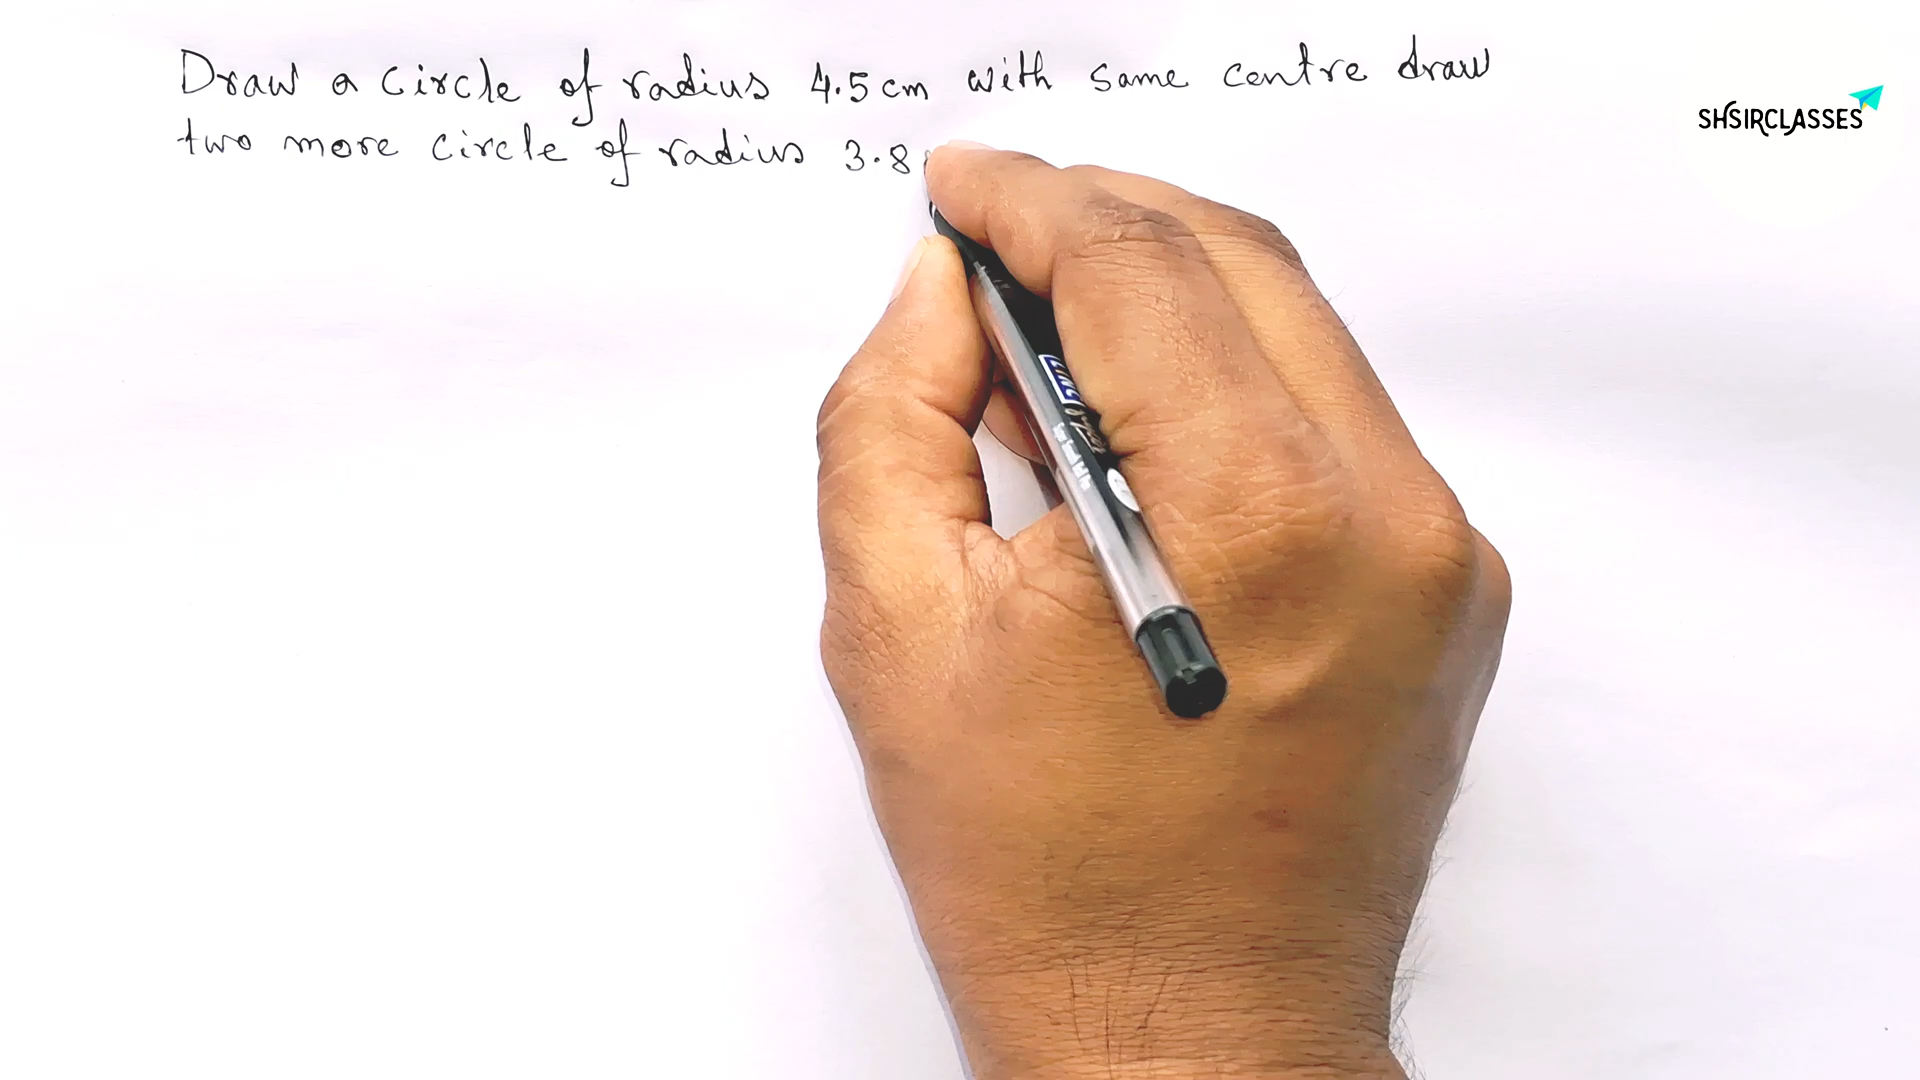 Draw a circle of radius 4.5 cm with same centre draw
SHSIRCLASSES
two more circle of radius 3.8
LINC